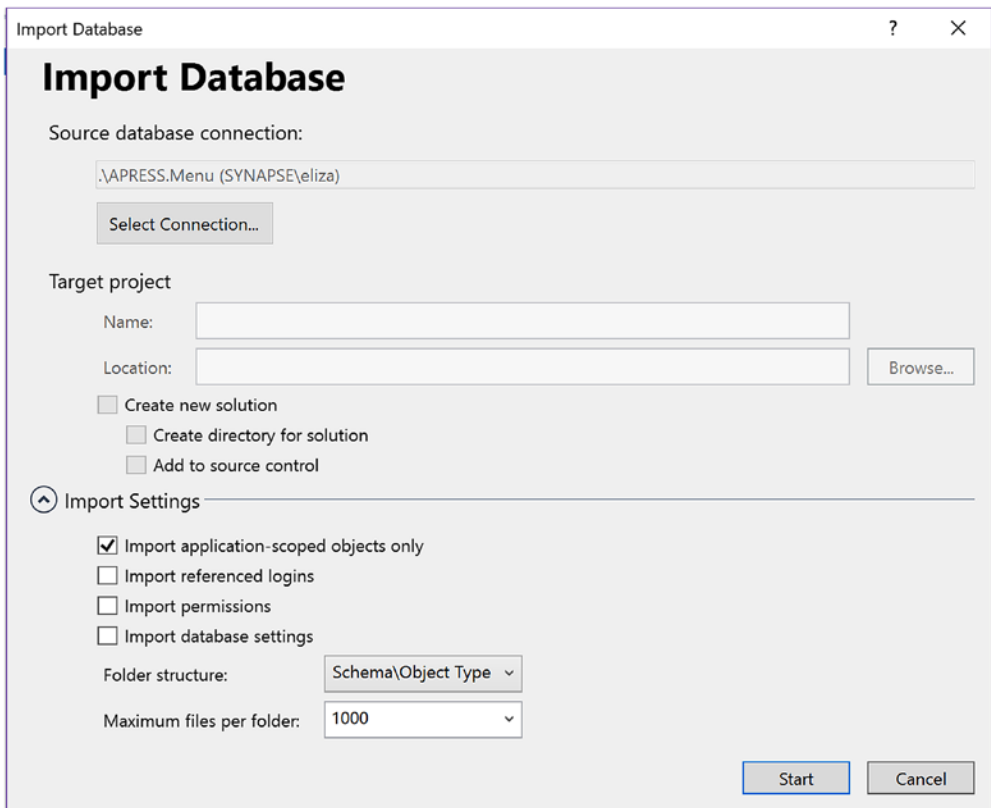 Import Database
?
Import Database
Source database connection:
.\APRESS.Menu (SYNAPSE\eliza)
Select Connection...
Target project
Name:
Location:
Browse...
Create new solution
Create directory for solution
Add to source control
Import Settings
Import application-scoped objects only
Import referenced logins
Import permissions
Import database settings
Folder structure: Schema\Object Type
Maximum files per folder: 1000
Start Cancel